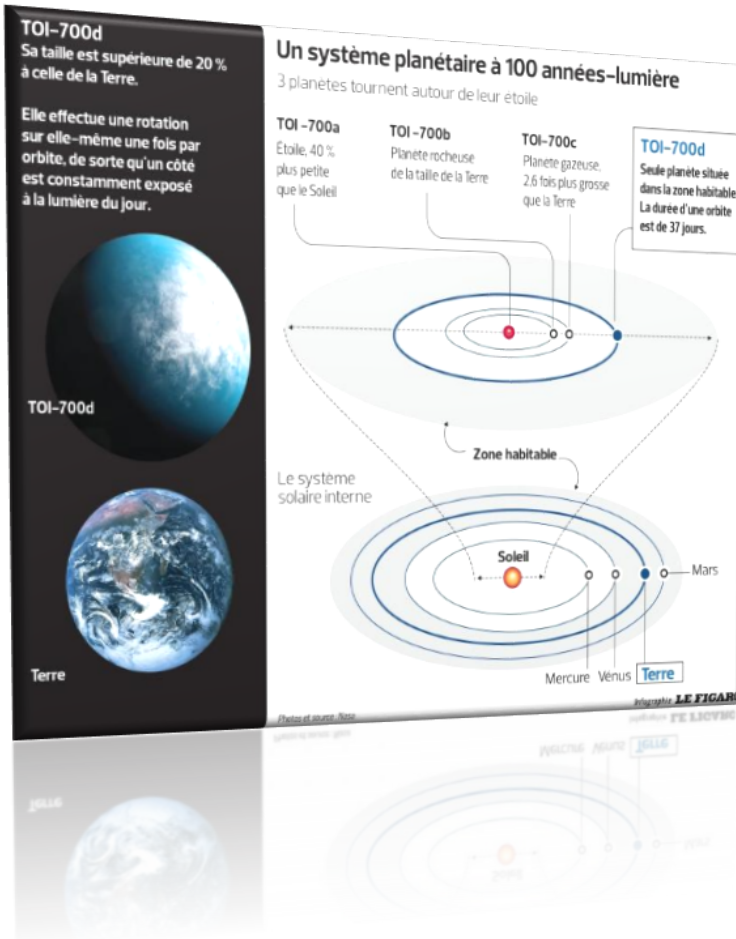 TOI-700d
Sa taille est supérieure de 20 %
à celle de la Terre.
Elle effectue une rotation
sur elle-même une fois par
orbite, de sorte qu'un côté
est constamment exposé
à la lumière du jour.
TOI-700d
Terre
Un système planétaire à 100 années-lumière
3 planètes tournent autour de leur étoile
TOI -700a
Étoile, 40 %
plus petite
que le Soleil
TOI -700b
Planète rocheuse
de la taille de la Terre
TOI-700c
Planète gazeuse,
2,6 fois plus grosse
que la Terre
TOI-700d
Seule planète située
dans la zone habitable
La durée d'une orbite
est de 37 jours.
Zone habitable
Le système
solaire interne
Soleil
Mars
Mercure
Vénus
Terre
Photos et source : Nasa
Infographie LE FIGARO